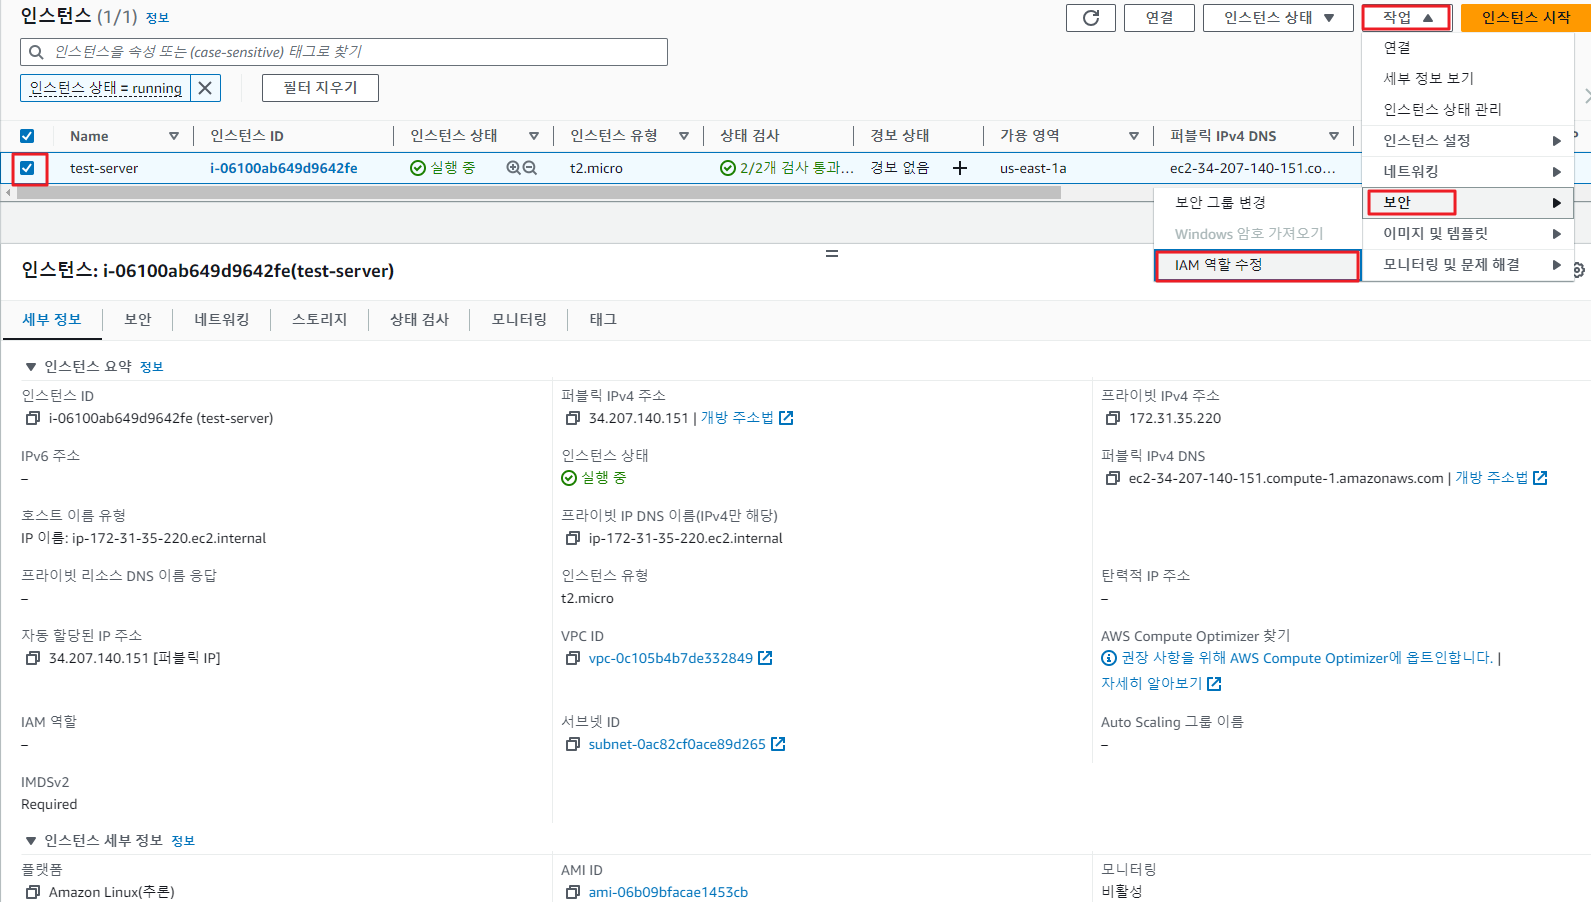 인스턴스 (1/1) 정보
연결
인스턴스 상태
작업
인스턴스 시작
인스턴스를 속성 또는 (case-sensitive) 태그로 찾기
인스턴스 상태 = running
필터 지우기
연결
세부 정보 보기
인스턴스 상태 관리
인스턴스 설정
네트워킹
보안
이미지 및 템플릿
모니터링 및 문제 해결
보안 그룹 변경
Windows 암호 가져오기
IAM 역할 수정
Name 인스턴스 ID 인스턴스 상태 인스턴스 유형 상태 검사 경보 상태 가용 영역 퍼블릭 IPv4 DNS
test-server i-06100ab649d9642fe 실행 중 t2.micro 2/2개 검사 통과... 경보 없음 + us-east-1a ec2-34-207-140-151.co...
인스턴스: i-06100ab649d9642fe(test-server)
세부 정보 보안 네트워킹 스토리지 상태 검사 모니터링 태그
인스턴스 요약 정보
인스턴스 ID
i-06100ab649d9642fe (test-server)
퍼블릭 IPv4 주소
34.207.140.151 | 개방 주소법
프라이빗 IPv4 주소
172.31.35.220
IPv6 주소
–
인스턴스 상태
실행 중
퍼블릭 IPv4 DNS
ec2-34-207-140-151.compute-1.amazonaws.com | 개방 주소법
호스트 이름 유형
IP 이름: ip-172-31-35-220.ec2.internal
프라이빗 IP DNS 이름(IPv4만 해당)
ip-172-31-35-220.ec2.internal
프라이빗 리소스 DNS 이름 응답
–
인스턴스 유형
t2.micro
탄력적 IP 주소
–
자동 할당된 IP 주소
34.207.140.151 [퍼블릭 IP]
VPC ID
vpc-0c105b4b7de332849
AWS Compute Optimizer 찾기
권장 사항을 위해 AWS Compute Optimizer에 옵트인합니다. |
자세히 알아보기
IAM 역할
–
서브넷 ID
subnet-0ac82cf0ace89d265
Auto Scaling 그룹 이름
–
IMDSv2
Required
인스턴스 세부 정보 정보
플랫폼
Amazon Linux(추론)
AMI ID
ami-06b09bfacae1453cb
모니터링
비활성